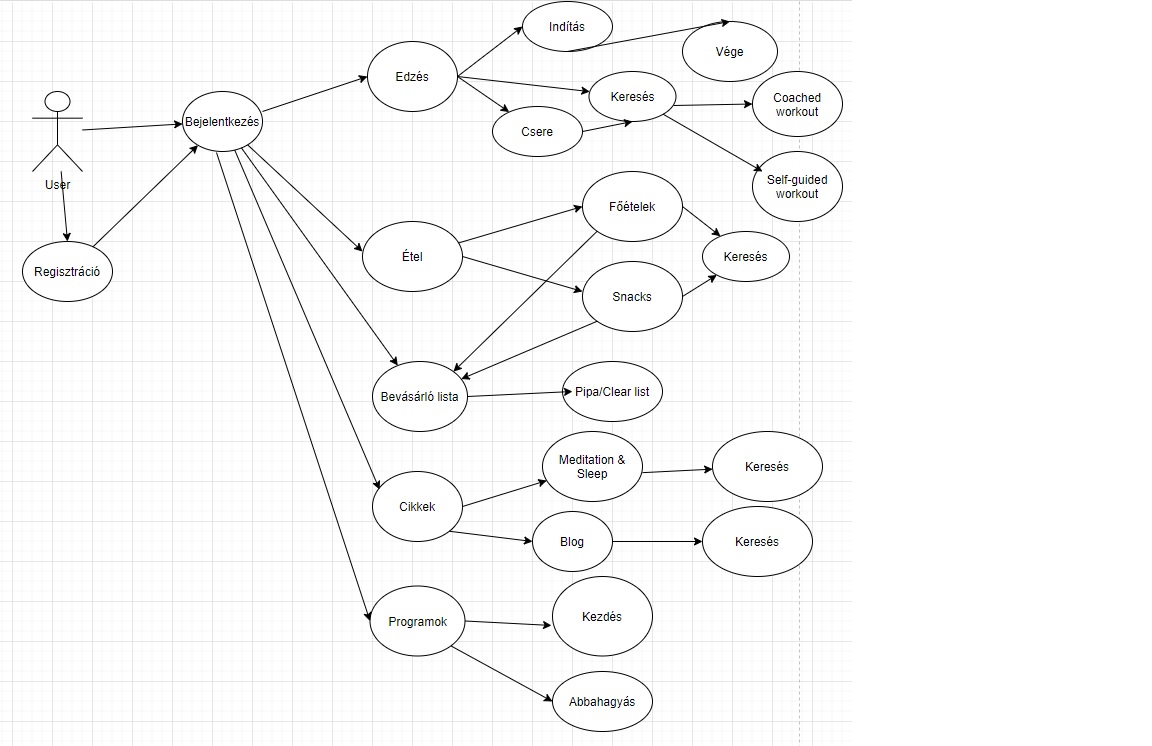 Indítás
Vége
Edzés
Keresés
Coached
workout
Bejelentkezés
Csere
User
Self-guided
workout
Főételek
Étel
Keresés
Regisztráció
Snacks
Bevásárló lista
Pipa/Clear list
Meditation &
Sleep
Keresés
Cikkek
Blog
Keresés
Programok
Kezdés
Abbahagyás